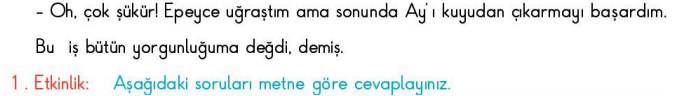 - Oh, çok şükür! Epeyce uğraştım ama sonunda Ay'ı kuyudan çıkarmayı başardım.
Bu iş bütün yorgunluğuma değdi, demiş.
1. Etkinlik: Aşağıdaki soruları metne göre cevaplayınız.